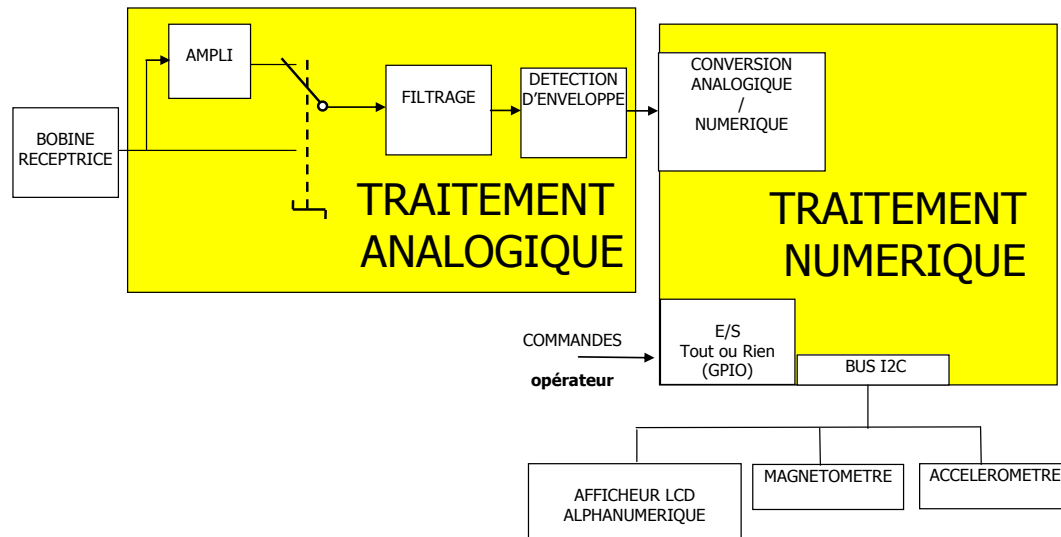 AMPLI
BOBINE
RECEPTRICE
FILTRAGE
DETECTION
D'ENVELOPPE
TRAITEMENT
ANALOGIQUE
CONVERSION
ANALOGIQUE
/
NUMERIQUE
TRAITEMENT
NUMERIQUE
COMMANDES
opérateur
E/S
Tout ou Rien
(GPIO)
BUS I2C
AFFICHEUR LCD
ALPHANUMERIQUE
MAGNETOMETRE
ACCELEROMETRE